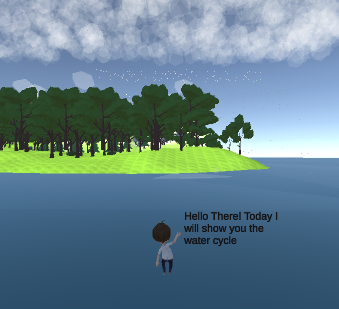 Hello There! Today I
will show you the
water cycle